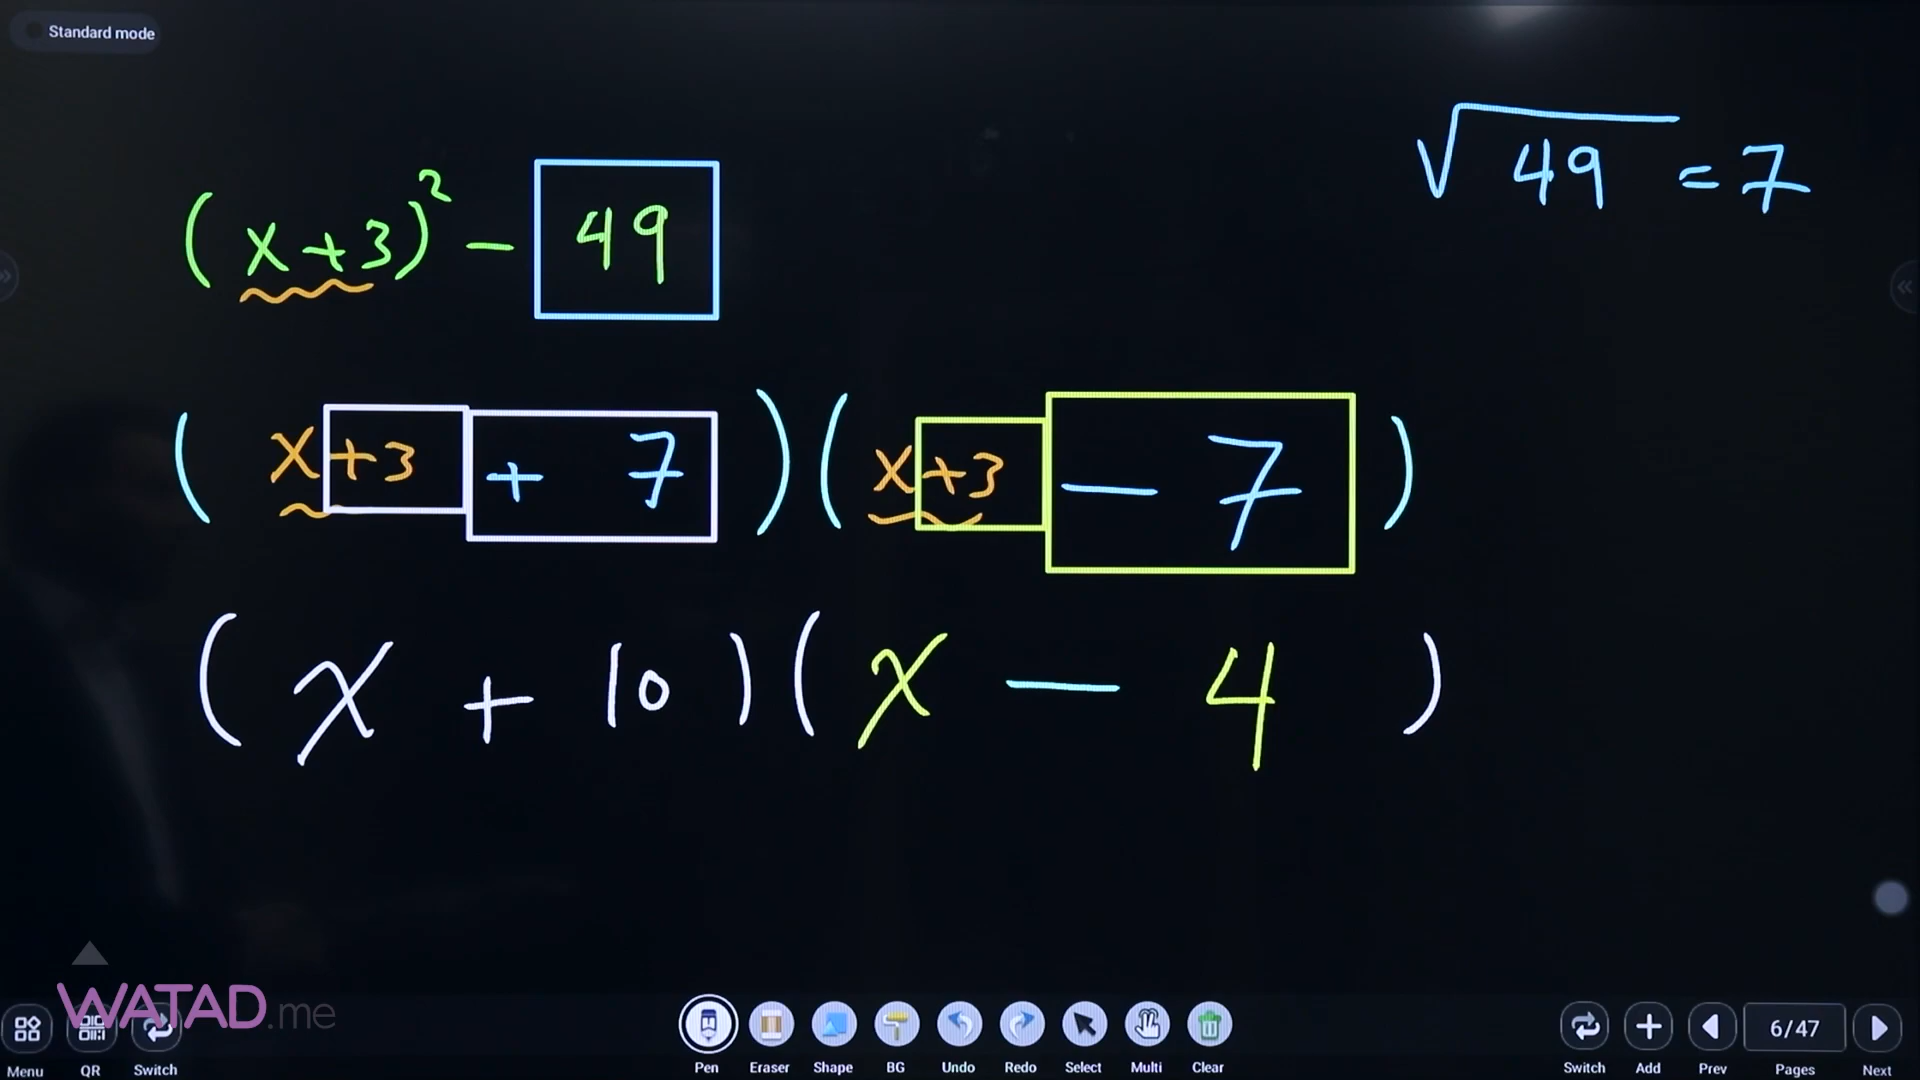 Standard mode
√49 = 7
(x+3)² - 49
(x+3 + 7)(x+3 - 7)
(x + 10)(x - 4)
WATAD.me
Menu QR Switch Pen Eraser Shape BG Undo Redo Select Multi Clear Switch Add Prev 6/47 Pages Next